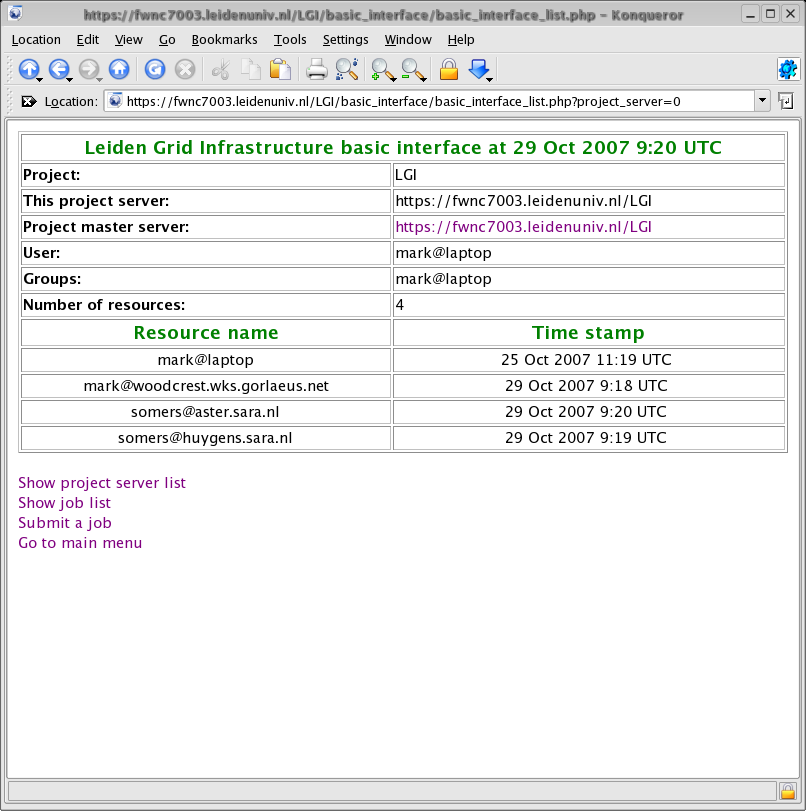 https://fwnc7003.leidenuniv.nl/LGI/basic_interface/basic_interface_list.php - Konqueror
Location Edit View Go Bookmarks Tools Settings Window Help
Location: https://fwnc7003.leidenuniv.nl/LGI/basic_interface/basic_interface_list.php?project_server=0
Leiden Grid Infrastructure basic interface at 29 Oct 2007 9:20 UTC
Project: LGI
This project server: https://fwnc7003.leidenuniv.nl/LGI
Project master server: https://fwnc7003.leidenuniv.nl/LGI
User: mark@laptop
Groups: mark@laptop
Number of resources: 4
Resource name Time stamp
mark@laptop 25 Oct 2007 11:19 UTC
mark@woodcrest.wks.gorlaeus.net 29 Oct 2007 9:18 UTC
somers@aster.sara.nl 29 Oct 2007 9:20 UTC
somers@huygens.sara.nl 29 Oct 2007 9:19 UTC
Show project server list
Show job list
Submit a job
Go to main menu